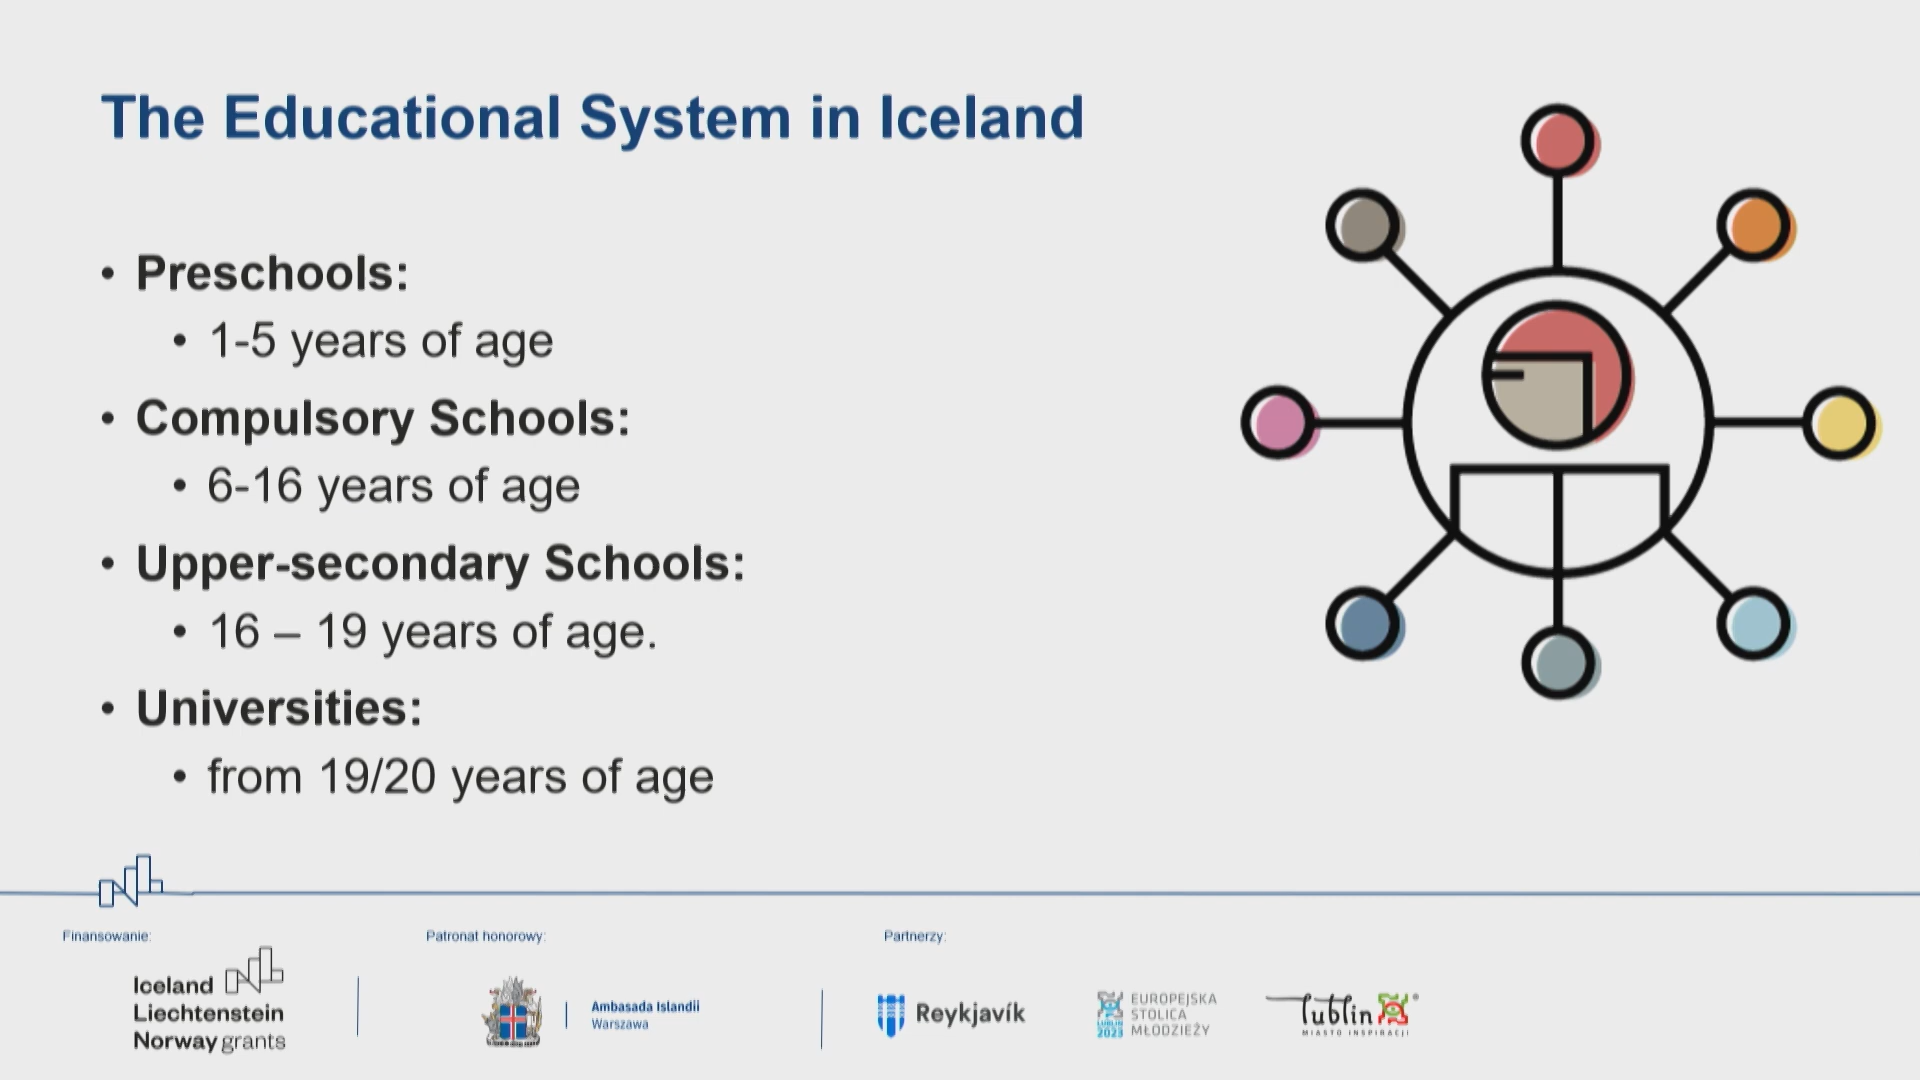 The Educational System in Iceland
• Preschools:
• 1-5 years of age
• Compulsory Schools:
• 6-16 years of age
• Upper-secondary Schools:
• 16 – 19 years of age.
• Universities:
• from 19/20 years of age
Finansowanie:
Iceland
Liechtenstein
Norway grants
Patronat honorowy:
Ambasada Islandii
Warszawa
Partnerzy:
Reykjavík
LUBLIN
2023
EUROPEJSKA
STOLICA
MŁODZIEŻY
lublin
MIASTO INSPIRACJI